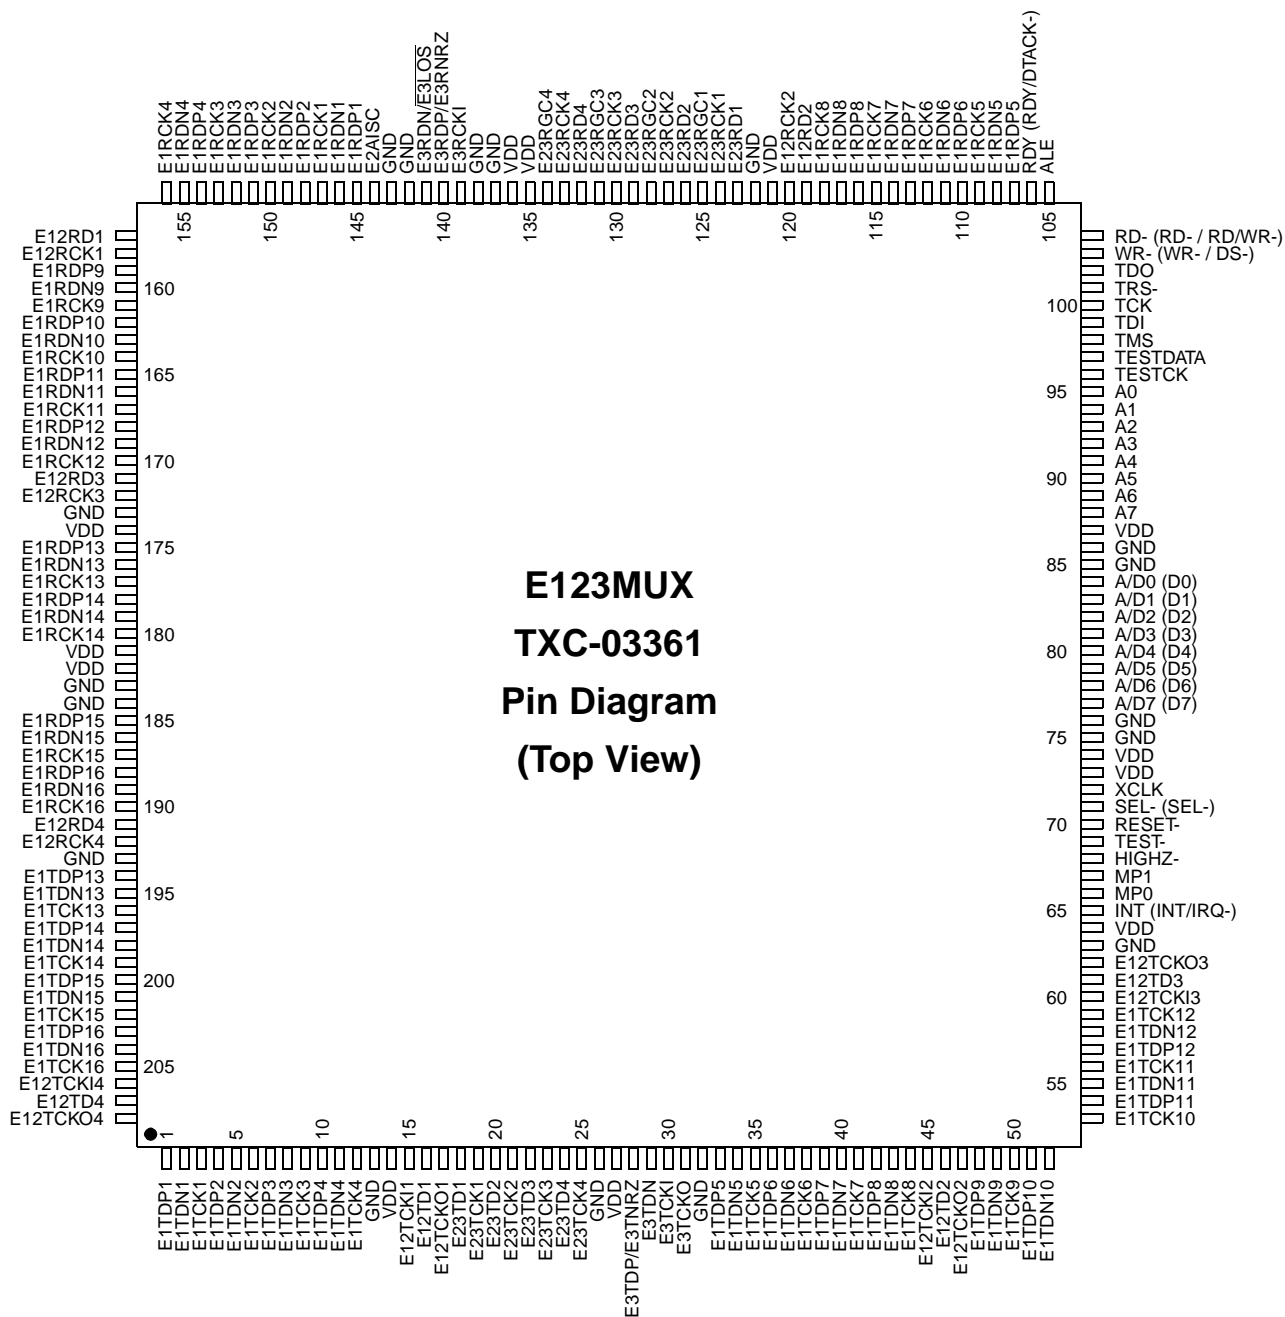 E1RCK4
E1RDN4
E1RDP4
E1RCK3
E1RDN3
E1RDP3
E1RCK2
E1RDN2
E1RDP2
E1RCK1
E1RDN1
E1RDP1
E2AISC
GND
GND
E3RDN/E3LOS
E3RDP/E3RNRZ
E3RCKI
GND
GND
VDD
VDD
E23RGC4
E23RCK4
E23RD4
E23RGC3
E23RCK3
E23RD3
E23RGC2
E23RCK2
E23RD2
E23RGC1
E23RCK1
E23RD1
GND
VDD
E12RCK2
E12RD2
E1RCK8
E1RDN8
E1RDP8
E1RCK7
E1RDN7
E1RDP7
E1RCK6
E1RDN6
E1RDP6
E1RCK5
E1RDN5
E1RDP5
RDY (RDY/DTACK-)
ALE
155
150
145
140
135
130
125
120
115
110
105
E12RD1
E12RCK1
E1RDP9
E1RDN9
E1RCK9
E1RDP10
E1RDN10
E1RCK10
E1RDP11
E1RDN11
E1RCK11
E1RDP12
E1RDN12
E1RCK12
E12RD3
E12RCK3
GND
VDD
E1RDP13
E1RDN13
E1RCK13
E1RDP14
E1RDN14
E1RCK14
VDD
VDD
GND
GND
E1RDP15
E1RDN15
E1RCK15
E1RDP16
E1RDN16
E1RCK16
E12RD4
E12RCK4
GND
E1TDP13
E1TDN13
E1TCK13
E1TDP14
E1TDN14
E1TCK14
E1TDP15
E1TDN15
E1TCK15
E1TDP16
E1TDN16
E1TCK16
E12TCKI4
E12TD4
E12TCKO4
160
165
170
175
180
185
190
195
200
205
E123MUX
TXC-03361
Pin Diagram
(Top View)
100
95
90
85
80
75
70
65
60
55
RD- (RD- / RD/WR-)
WR- (WR- / DS-)
TDO
TRS-
TCK
TDI
TMS
TESTDATA
TESTCK
A0
A1
A2
A3
A4
A5
A6
A7
VDD
GND
GND
A/D0 (D0)
A/D1 (D1)
A/D2 (D2)
A/D3 (D3)
A/D4 (D4)
A/D5 (D5)
A/D6 (D6)
A/D7 (D7)
GND
GND
VDD
VDD
XCLK
SEL- (SEL-)
RESET-
TEST-
HIGHZ-
MP1
MP0
INT (INT/IRQ-)
VDD
GND
E12TCKO3
E12TD3
E12TCKI3
E1TCK12
E1TDN12
E1TDP12
E1TCK11
E1TDN11
E1TDP11
E1TCK10
1
5
10
15
20
25
30
35
40
45
50
E1TDP1
E1TDN1
E1TCK1
E1TDP2
E1TDN2
E1TCK2
E1TDP3
E1TDN3
E1TCK3
E1TDP4
E1TDN4
E1TCK4
GND
VDD
E12TCKI1
E12TD1
E12TCKO1
E23TD1
E23TCK1
E23TD2
E23TCK2
E23TD3
E23TCK3
E23TD4
E23TCK4
GND
VDD
E3TDP/E3TNRZ
E3TDN
E3TCKI
E3TCKO
GND
E1TDP5
E1TDN5
E1TCK5
E1TDP6
E1TDN6
E1TCK6
E1TDP7
E1TDN7
E1TCK7
E1TDP8
E1TDN8
E1TCK8
E12TCKI2
E12TD2
E12TCKO2
E1TDP9
E1TDN9
E1TCK9
E1TDP10
E1TDN10